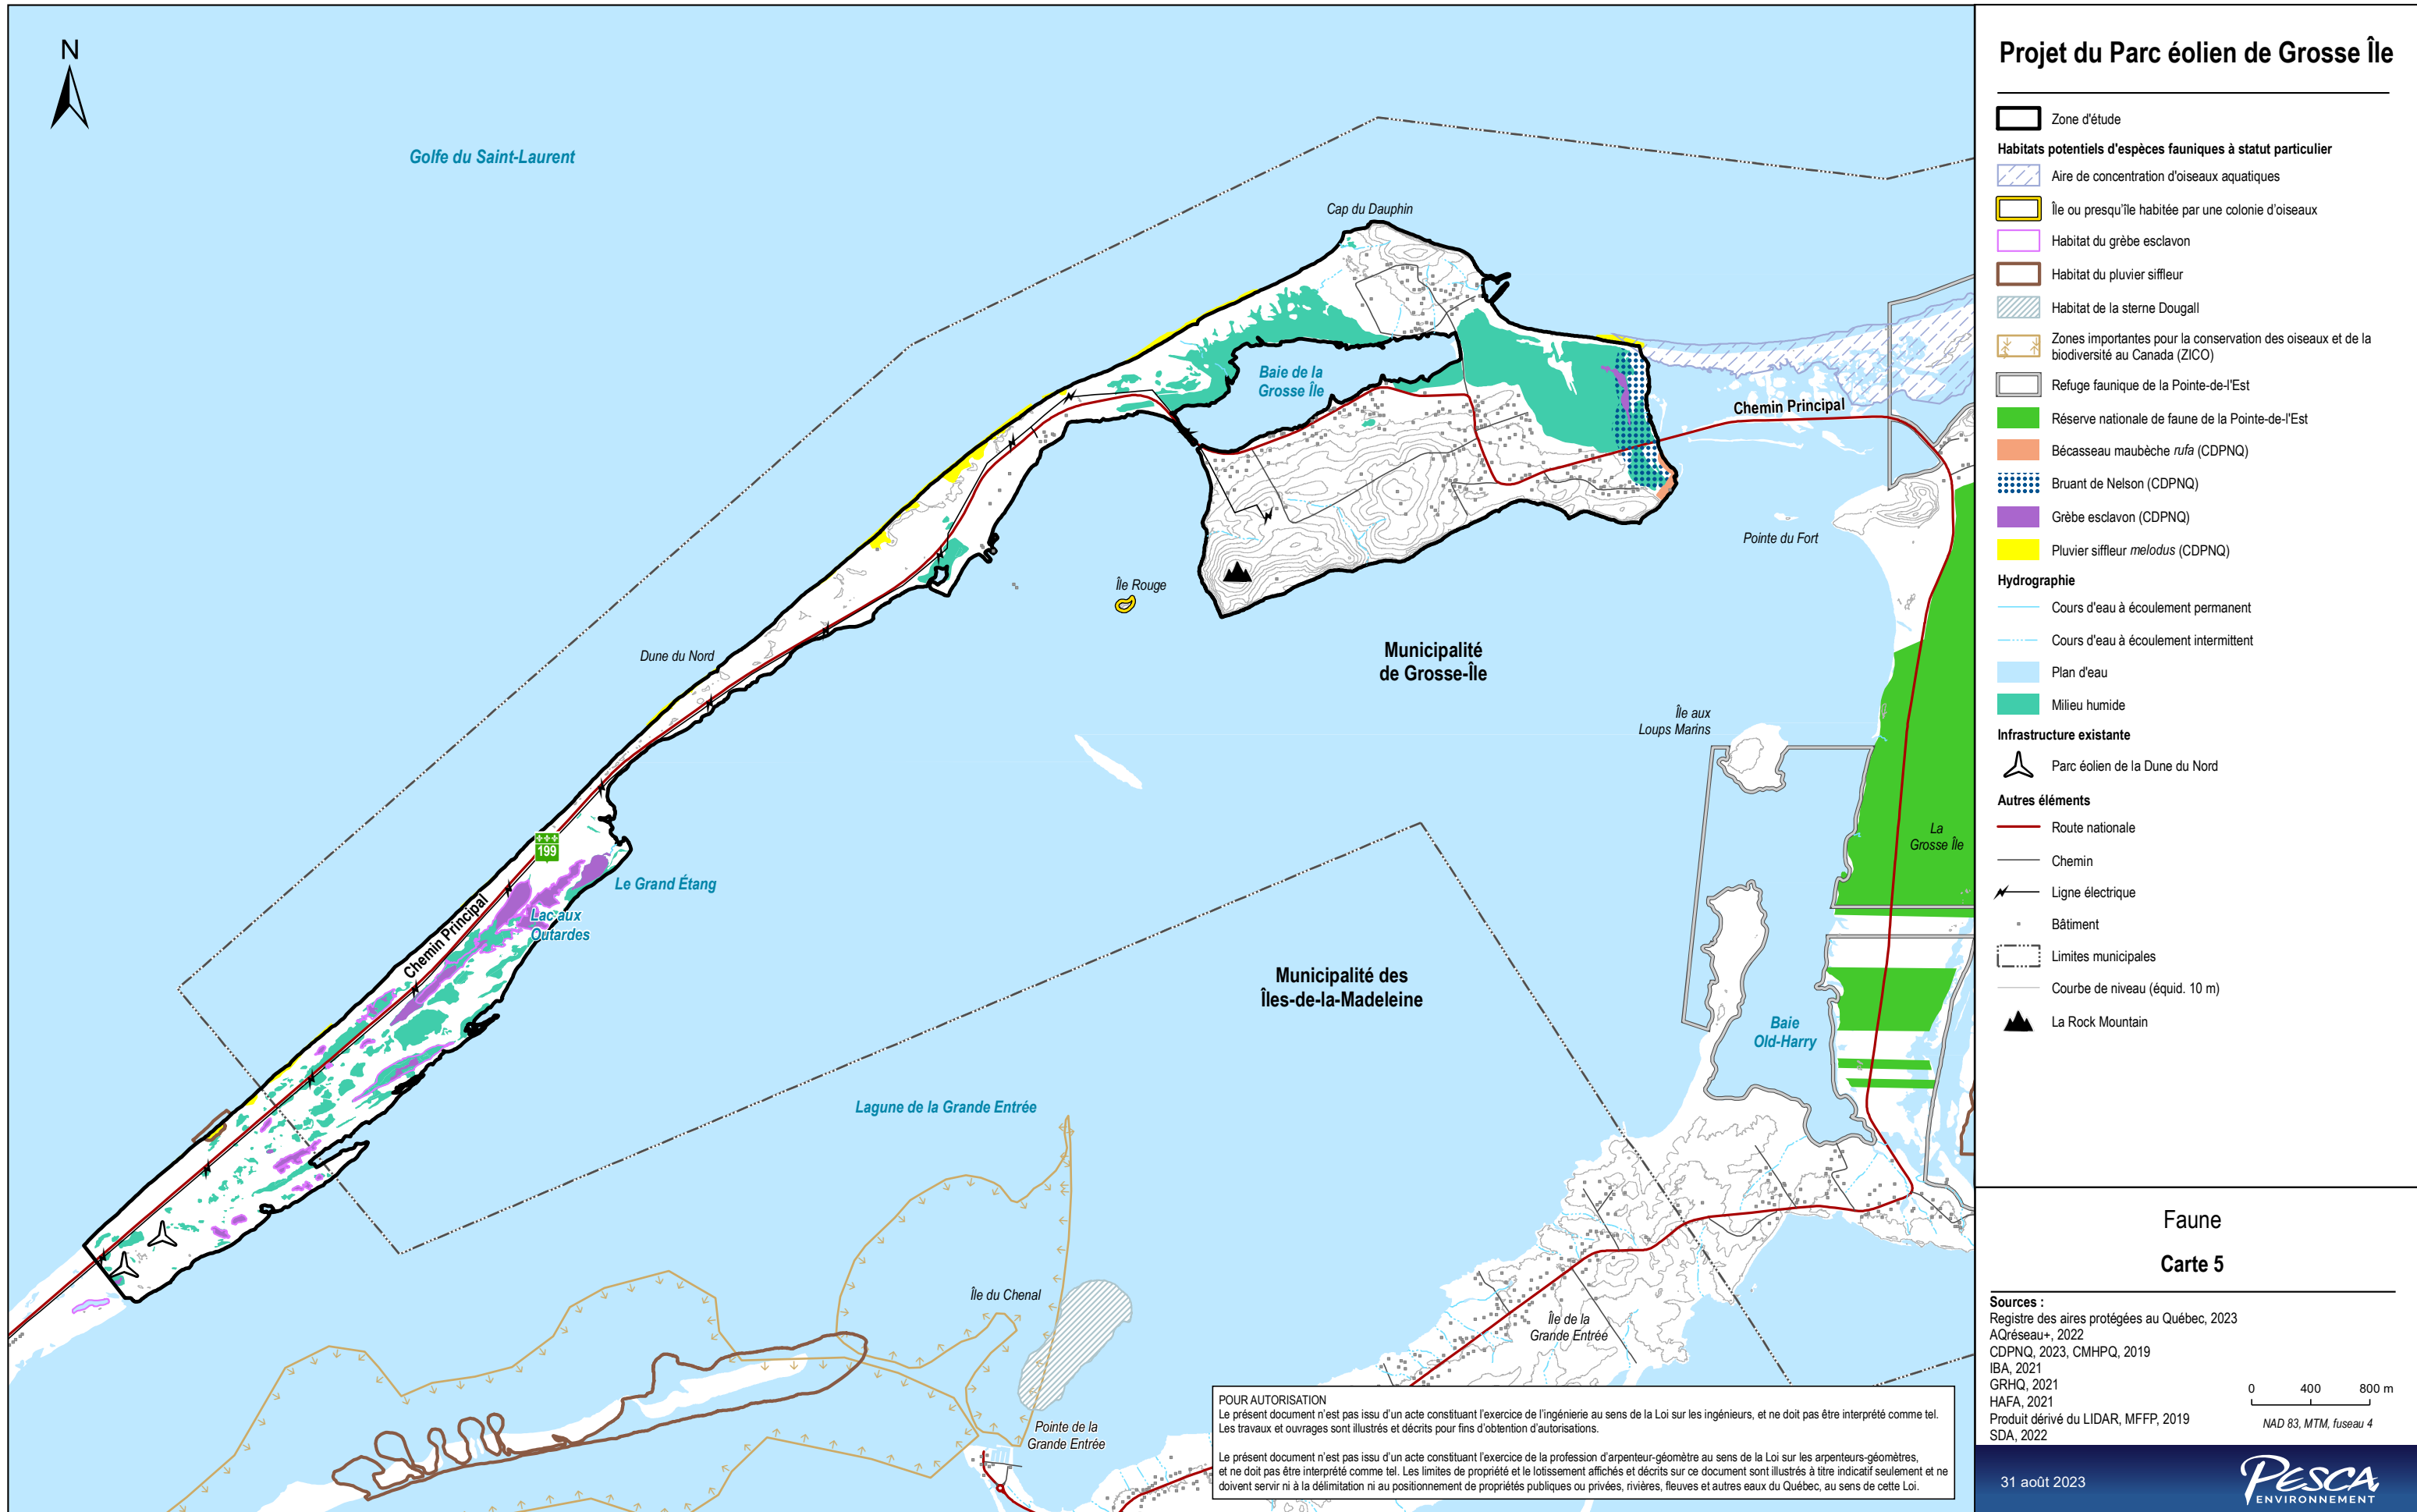 N
Golfe du Saint-Laurent
Cap du Dauphin
Baie de la
Grosse Île
Chemin Principal
Pointe du Fort
Île Rouge
Dune du Nord
Municipalité
de Grosse-Île
Île aux
Loups Marins
La
Grosse Île
199
Le Grand Étang
Lac aux
Outardes
Chemin Principal
Municipalité des
Îles-de-la-Madeleine
Baie
Old-Harry
Lagune de la Grande Entrée
Île du Chenal
Île de la
Grande Entrée
Pointe de la
Grande Entrée
POUR AUTORISATION
Le présent document n'est pas issu d'un acte constituant l'exercice de l'ingénierie au sens de la Loi sur les ingénieurs, et ne doit pas être interprété comme tel.
Les travaux et ouvrages sont illustrés et décrits pour fins d'obtention d'autorisations.
Le présent document n'est pas issu d'un acte constituant l'exercice de la profession d'arpenteur-géomètre au sens de la Loi sur les arpenteurs-géomètres,
et ne doit pas être interprété comme tel. Les limites de propriété et le lotissement affichés et décrits sur ce document sont illustrés à titre indicatif seulement et ne
doivent servir ni à la délimitation ni au positionnement de propriétés publiques ou privées, rivières, fleuves et autres eaux du Québec, au sens de cette Loi.
Projet du Parc éolien de Grosse Île
Zone d'étude
Habitats potentiels d'espèces fauniques à statut particulier
Aire de concentration d'oiseaux aquatiques
Île ou presqu'île habitée par une colonie d'oiseaux
Habitat du grèbe esclavon
Habitat du pluvier siffleur
Habitat de la sterne Dougall
Zones importantes pour la conservation des oiseaux et de la
biodiversité au Canada (ZICO)
Refuge faunique de la Pointe-de-l'Est
Réserve nationale de faune de la Pointe-de-l'Est
Bécasseau maubèche rufa (CDPNQ)
Bruant de Nelson (CDPNQ)
Grèbe esclavon (CDPNQ)
Pluvier siffleur melodus (CDPNQ)
Hydrographie
Cours d'eau à écoulement permanent
Cours d'eau à écoulement intermittent
Plan d'eau
Milieu humide
Infrastructure existante
Parc éolien de la Dune du Nord
Autres éléments
Route nationale
Chemin
Ligne électrique
Bâtiment
Limites municipales
Courbe de niveau (équid. 10 m)
La Rock Mountain
Faune
Carte 5
Sources :
Registre des aires protégées au Québec, 2023
AQréseau+, 2022
CDPNQ, 2023, CMHPQ, 2019
IBA, 2021
GRHQ, 2021
HAFA, 2021
Produit dérivé du LIDAR, MFFP, 2019
SDA, 2022
0 400 800 m
NAD 83, MTM, fuseau 4
31 août 2023
PESCA
ENVIRONNEMENT